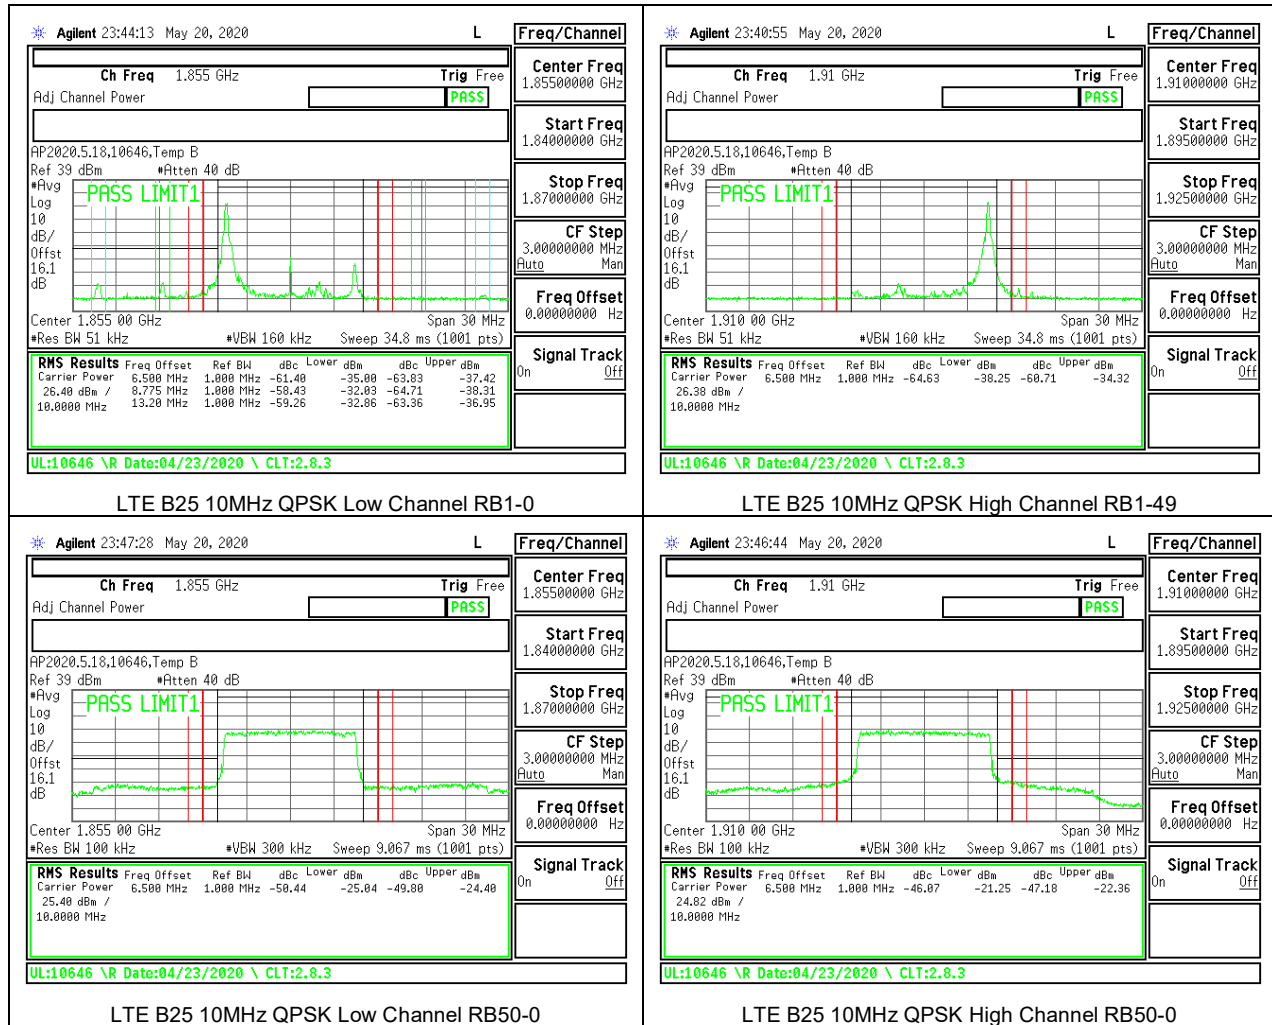 Agilent 23:44:13 May 20, 2020 L Freq/Channel
Ch Freq 1.855 GHz Trig Free
Adj Channel Power PASS
Center Freq
1.85500000 GHz
Start Freq
1.84000000 GHz
AP2020.5.18,10646,Temp B
Ref 39 dBm #Atten 40 dB
#Avg
Log
10
dB/
Offst
16.1
dB
PASS LIMIT1
Stop Freq
1.87000000 GHz
CF Step
3.00000000 MHz
Auto Man
Freq Offset
0.00000000 Hz
Center 1.855 00 GHz Span 30 MHz
#Res BW 51 kHz #VBW 160 kHz Sweep 34.8 ms (1001 pts)
Signal Track
On Off
RMS Results Freq Offset Ref BW dBc Lower dBm dBc Upper dBm
Carrier Power 6.500 MHz 1.000 MHz -61.40 -35.00 -63.83 -37.42
26.40 dBm / 8.775 MHz 1.000 MHz -58.43 -32.03 -64.71 -38.31
10.0000 MHz 13.20 MHz 1.000 MHz -59.26 -32.86 -63.36 -36.95
UL:10646 \R Date:04/23/2020 \ CLT:2.8.3
LTE B25 10MHz QPSK Low Channel RB1-0
Agilent 23:40:55 May 20, 2020 L Freq/Channel
Ch Freq 1.91 GHz Trig Free
Adj Channel Power PASS
Center Freq
1.91000000 GHz
Start Freq
1.89500000 GHz
AP2020.5.18,10646,Temp B
Ref 39 dBm #Atten 40 dB
#Avg
Log
10
dB/
Offst
16.1
dB
PASS LIMIT1
Stop Freq
1.92500000 GHz
CF Step
3.00000000 MHz
Auto Man
Freq Offset
0.00000000 Hz
Center 1.910 00 GHz Span 30 MHz
#Res BW 51 kHz #VBW 160 kHz Sweep 34.8 ms (1001 pts)
Signal Track
On Off
RMS Results Freq Offset Ref BW dBc Lower dBm dBc Upper dBm
Carrier Power 6.500 MHz 1.000 MHz -64.63 -38.25 -60.71 -34.32
26.38 dBm /
10.0000 MHz
UL:10646 \R Date:04/23/2020 \ CLT:2.8.3
LTE B25 10MHz QPSK High Channel RB1-49
Agilent 23:47:28 May 20, 2020 L Freq/Channel
Ch Freq 1.855 GHz Trig Free
Adj Channel Power PASS
Center Freq
1.85500000 GHz
Start Freq
1.84000000 GHz
AP2020.5.18,10646,Temp B
Ref 39 dBm #Atten 40 dB
#Avg
Log
10
dB/
Offst
16.1
dB
PASS LIMIT1
Stop Freq
1.87000000 GHz
CF Step
3.00000000 MHz
Auto Man
Freq Offset
0.00000000 Hz
Center 1.855 00 GHz Span 30 MHz
#Res BW 100 kHz #VBW 300 kHz Sweep 9.067 ms (1001 pts)
Signal Track
On Off
RMS Results Freq Offset Ref BW dBc Lower dBm dBc Upper dBm
Carrier Power 6.500 MHz 1.000 MHz -50.44 -25.04 -49.80 -24.40
25.40 dBm /
10.0000 MHz
UL:10646 \R Date:04/23/2020 \ CLT:2.8.3
LTE B25 10MHz QPSK Low Channel RB50-0
Agilent 23:46:44 May 20, 2020 L Freq/Channel
Ch Freq 1.91 GHz Trig Free
Adj Channel Power PASS
Center Freq
1.91000000 GHz
Start Freq
1.89500000 GHz
AP2020.5.18,10646,Temp B
Ref 39 dBm #Atten 40 dB
#Avg
Log
10
dB/
Offst
16.1
dB
PASS LIMIT1
Stop Freq
1.92500000 GHz
CF Step
3.00000000 MHz
Auto Man
Freq Offset
0.00000000 Hz
Center 1.910 00 GHz Span 30 MHz
#Res BW 100 kHz #VBW 300 kHz Sweep 9.067 ms (1001 pts)
Signal Track
On Off
RMS Results Freq Offset Ref BW dBc Lower dBm dBc Upper dBm
Carrier Power 6.500 MHz 1.000 MHz -46.07 -21.25 -47.18 -22.36
24.82 dBm /
10.0000 MHz
UL:10646 \R Date:04/23/2020 \ CLT:2.8.3
LTE B25 10MHz QPSK High Channel RB50-0